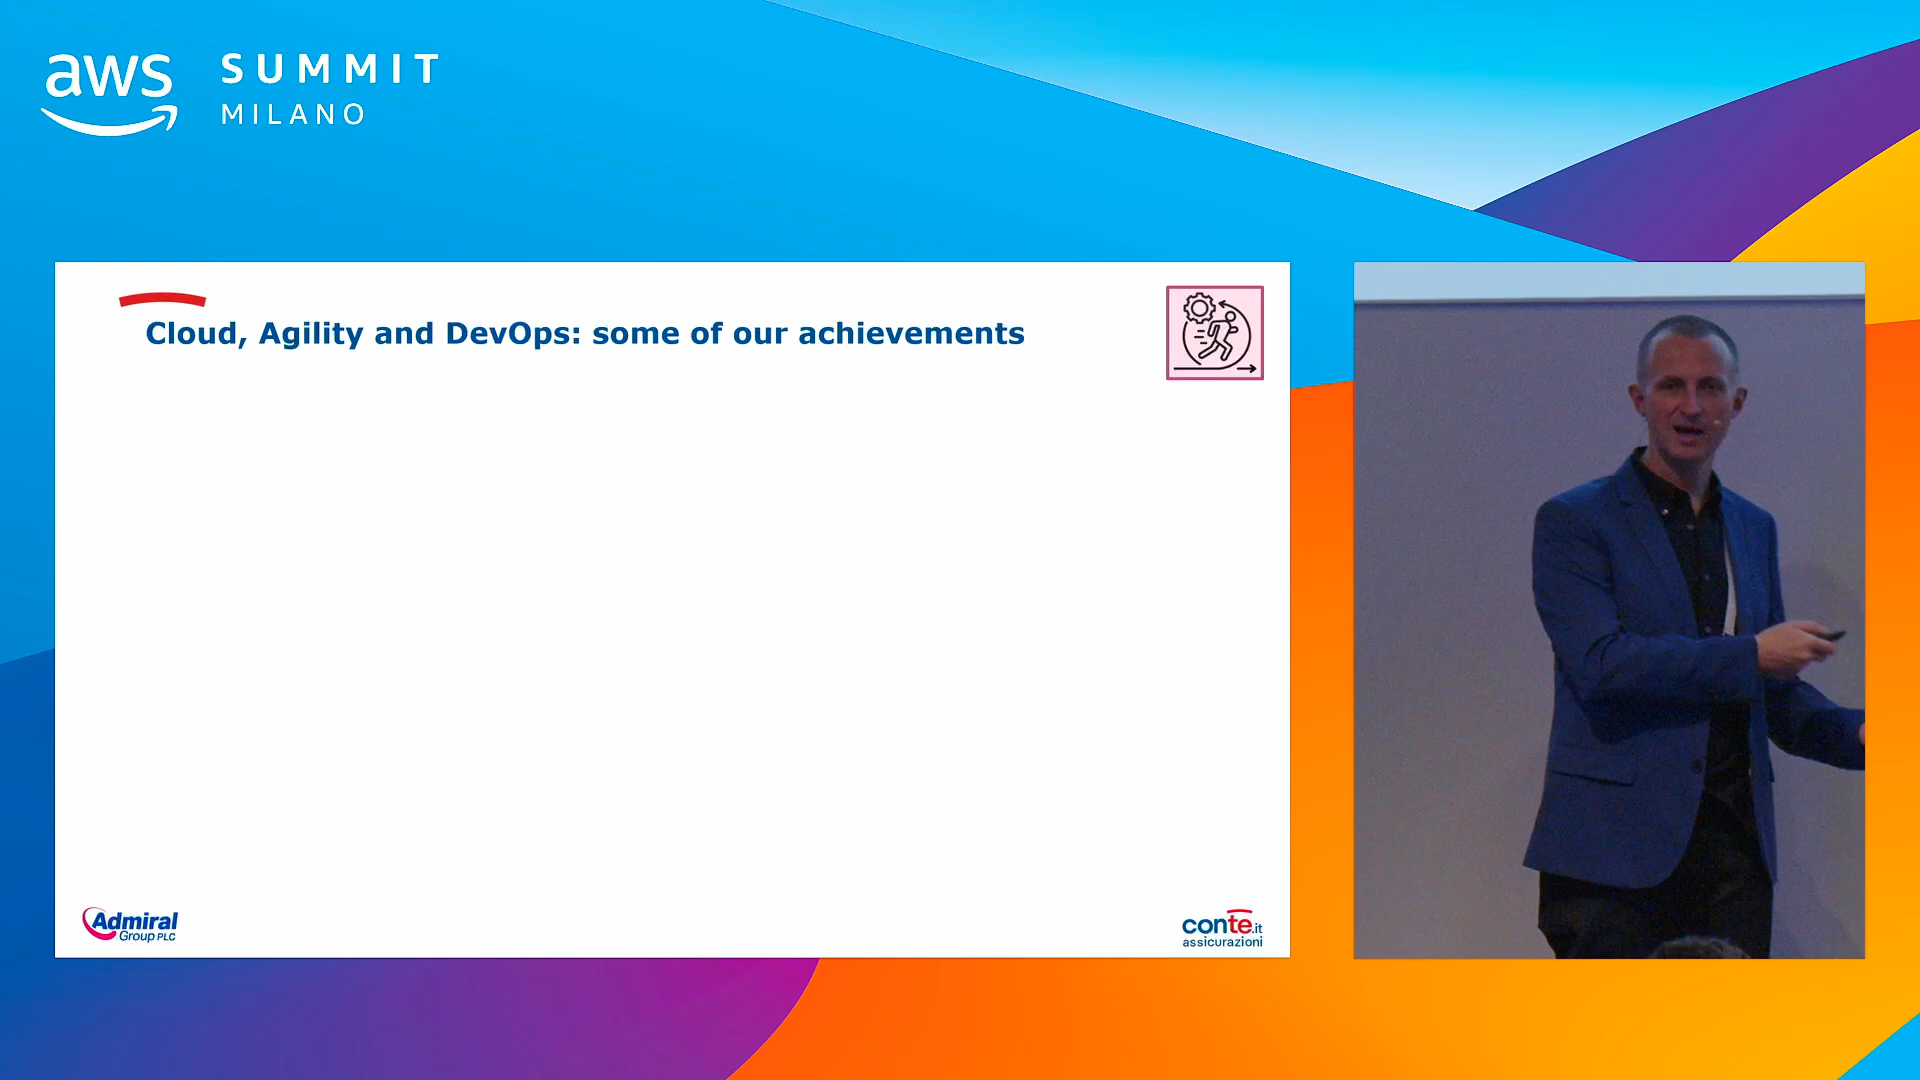 aws
SUMMIT
MILANO
Cloud, Agility and DevOps: some of our achievements
Admiral
Group PLC
conte.it
assicurazioni